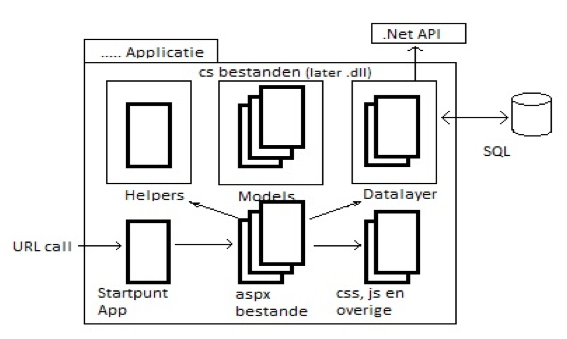 .Net API
..... Applicatie
cs bestanden (later .dll)
SQL
Helpers
Models
Datalayer
URL call
Startpunt
App
aspx
bestande
css, js en
overige